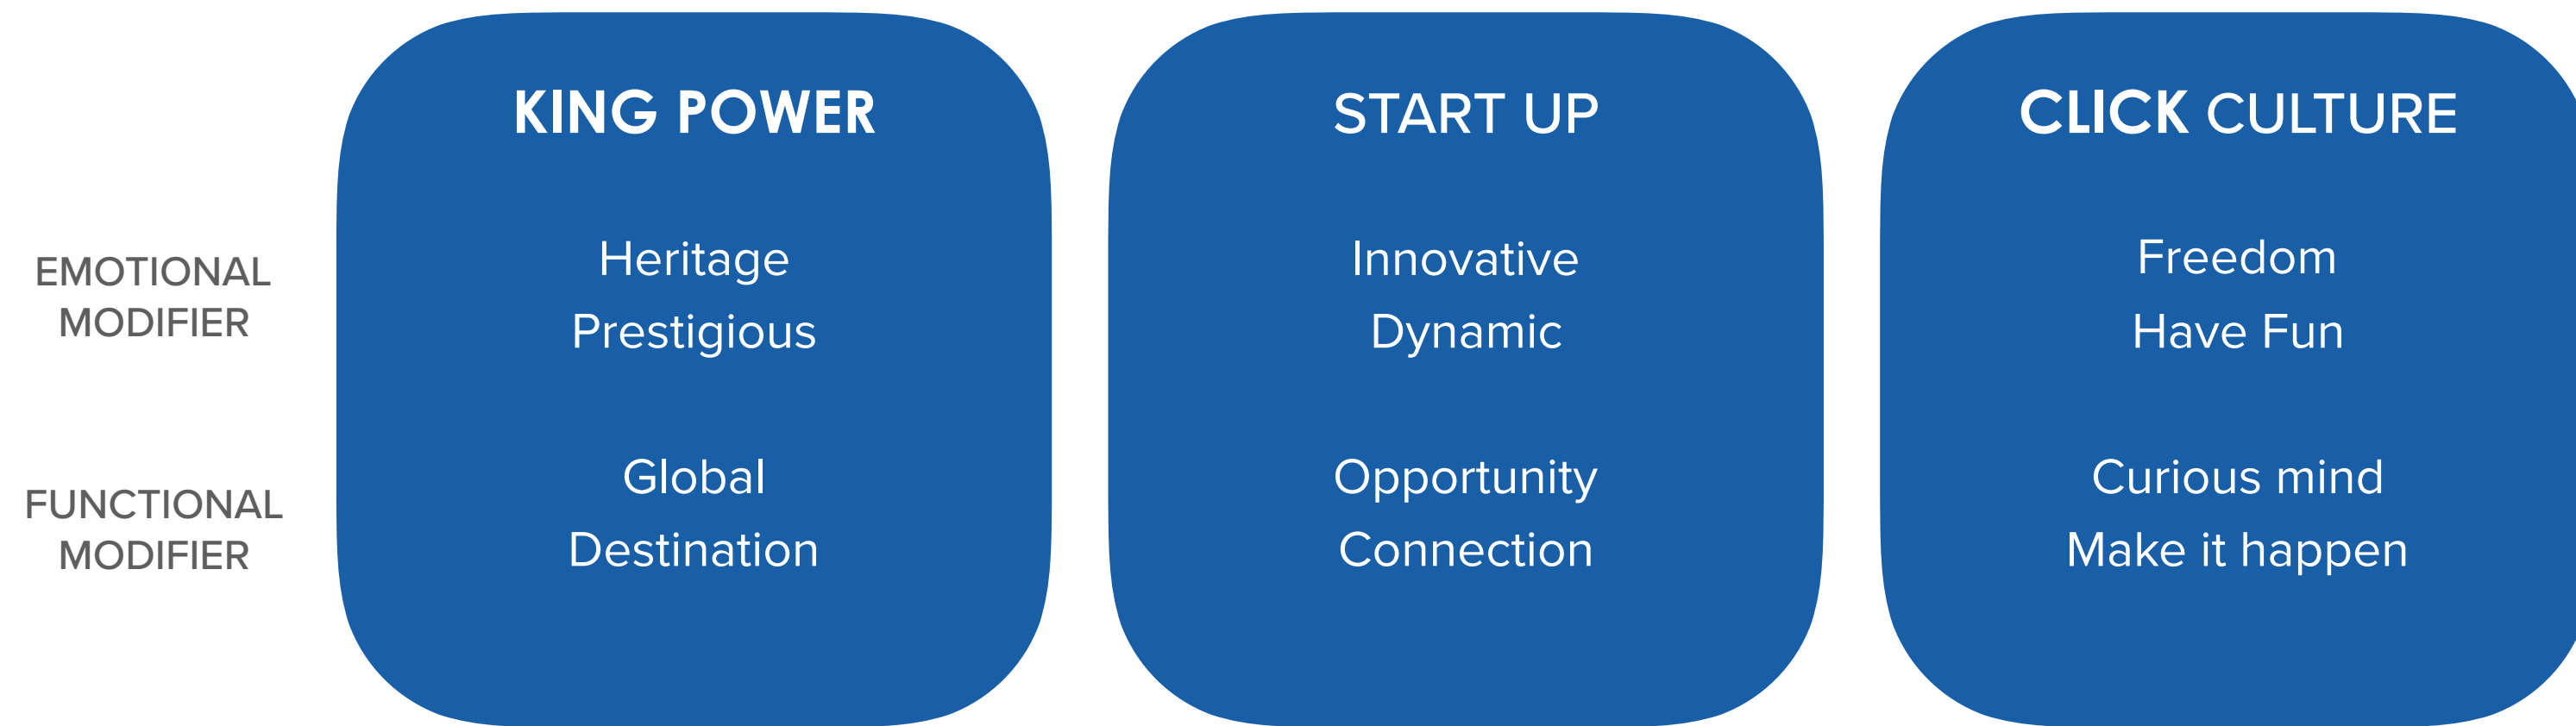 KING POWER
START UP
CLICK CULTURE
EMOTIONAL
MODIFIER
Heritage
Prestigious
Innovative
Dynamic
Freedom
Have Fun
FUNCTIONAL
MODIFIER
Global
Destination
Opportunity
Connection
Curious mind
Make it happen